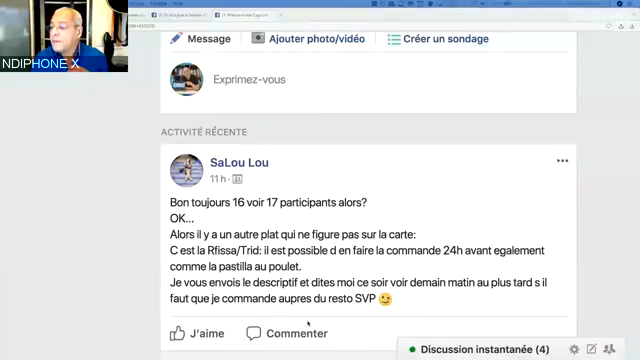 Message
Ajouter photo/vidéo
Créer un sondage
NDIPHONE X
Exprimez-vous
ACTIVITÉ RÉCENTE
SaLou Lou
11 h ·
Bon toujours 16 voir 17 participants alors?
OK...
Alors il y a un autre plat qui ne figure pas sur la carte:
C est la Rfissa/Trid: il est possible d en faire la commande 24h avant egalement
comme la pastilla au poulet.
Je vous envois le descriptif et dites moi ce soir voir demain matin au plus tard s il
faut que je commande aupres du resto SVP
J'aime
Commenter
Discussion instantanée (4)